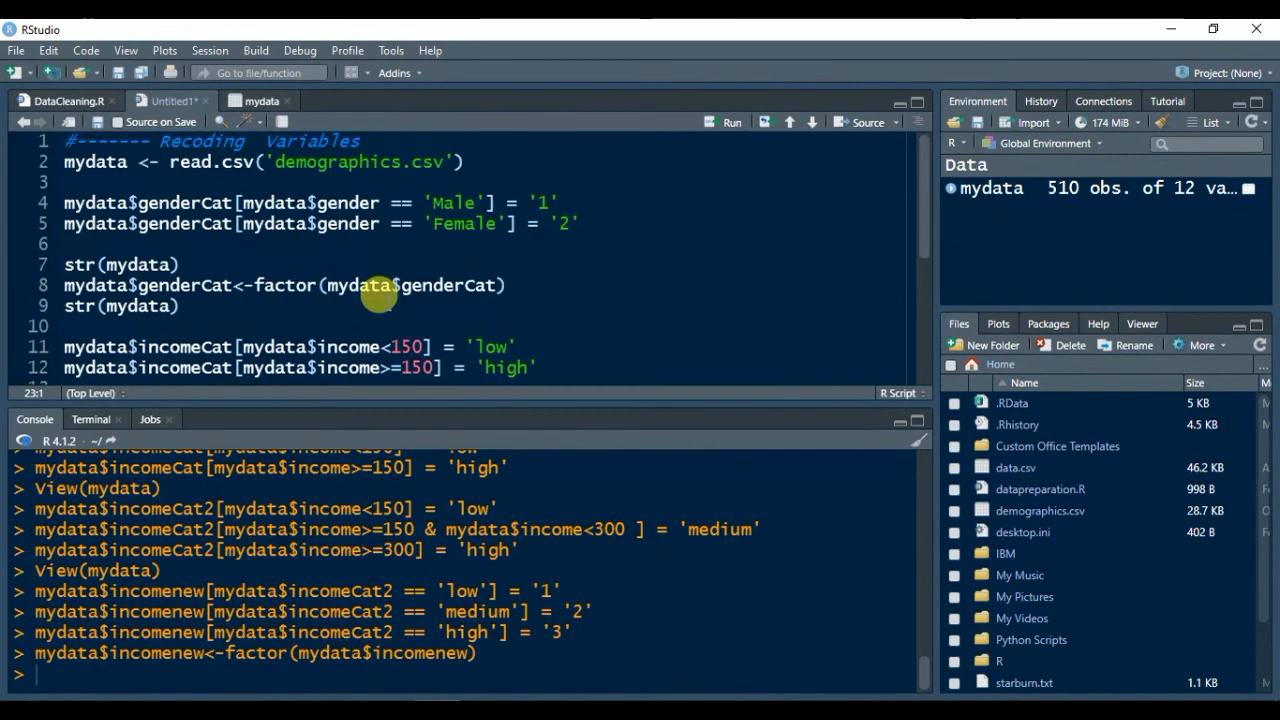 RStudio
File Edit View Plots Session Build Debug Profile Tools Help
Go to file/function Addins Project: (None)
DataCleaning.R Untitled1* mydata
Source on Save Run Source
1 #------- Recoding Variables
2 mydata <- read.csv('demographics.csv')
3
4 mydata$genderCat[mydata$gender == 'Male'] = '1'
5 mydata$genderCat[mydata$gender == 'Female'] = '2'
6
7 str(mydata)
8 mydata$genderCat<-factor(mydata$genderCat)
9 str(mydata)
10
11 mydata$incomeCat[mydata$income<150] = 'low'
12 mydata$incomeCat[mydata$income>=150] = 'high'
23:1 (Top Level) R Script
Console Terminal Jobs
R 4.1.2 ~/
> mydata$incomeCat[mydata$income>=150] = 'high'
> View(mydata)
> mydata$incomeCat2[mydata$income<150] = 'low'
> mydata$incomeCat2[mydata$income>=150 & mydata$income<300 ] = 'medium'
> mydata$incomeCat2[mydata$income>=300] = 'high'
> View(mydata)
> mydata$incomenew[mydata$incomeCat2 == 'low'] = '1'
> mydata$incomenew[mydata$incomeCat2 == 'medium'] = '2'
> mydata$incomenew[mydata$incomeCat2 == 'high'] = '3'
> mydata$incomenew<-factor(mydata$incomenew)
>
Environment History Connections Tutorial
Import 174 MiB List
R Global Environment
Data
mydata 510 obs. of 12 va...
Files Plots Packages Help Viewer
New Folder Delete Rename More
Home ...
Name Size M
.RData 5 KB
.Rhistory 4.5 KB
Custom Office Templates
data.csv 46.2 KB
datapreparation.R 998 B
demographics.csv 28.7 KB
desktop.ini 402 B
IBM
My Music
My Pictures
My Videos
Python Scripts
R
starburn.txt 1.1 KB